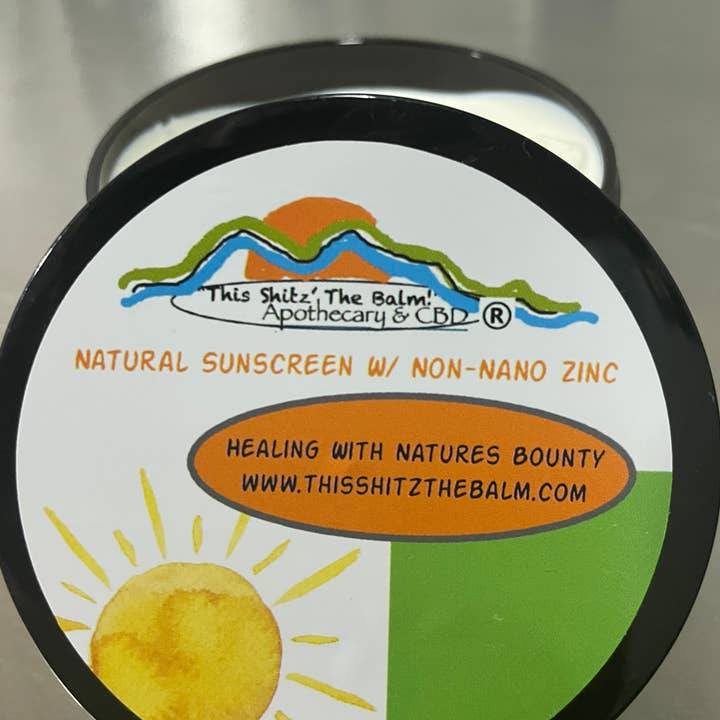 "This Shitz' The Balm!"
Apothecary & CBD ®
NATURAL SUNSCREEN W/ NON-NANO ZINC
HEALING WITH NATURES BOUNTY
WWW.THISSHITZTHEBALM.COM